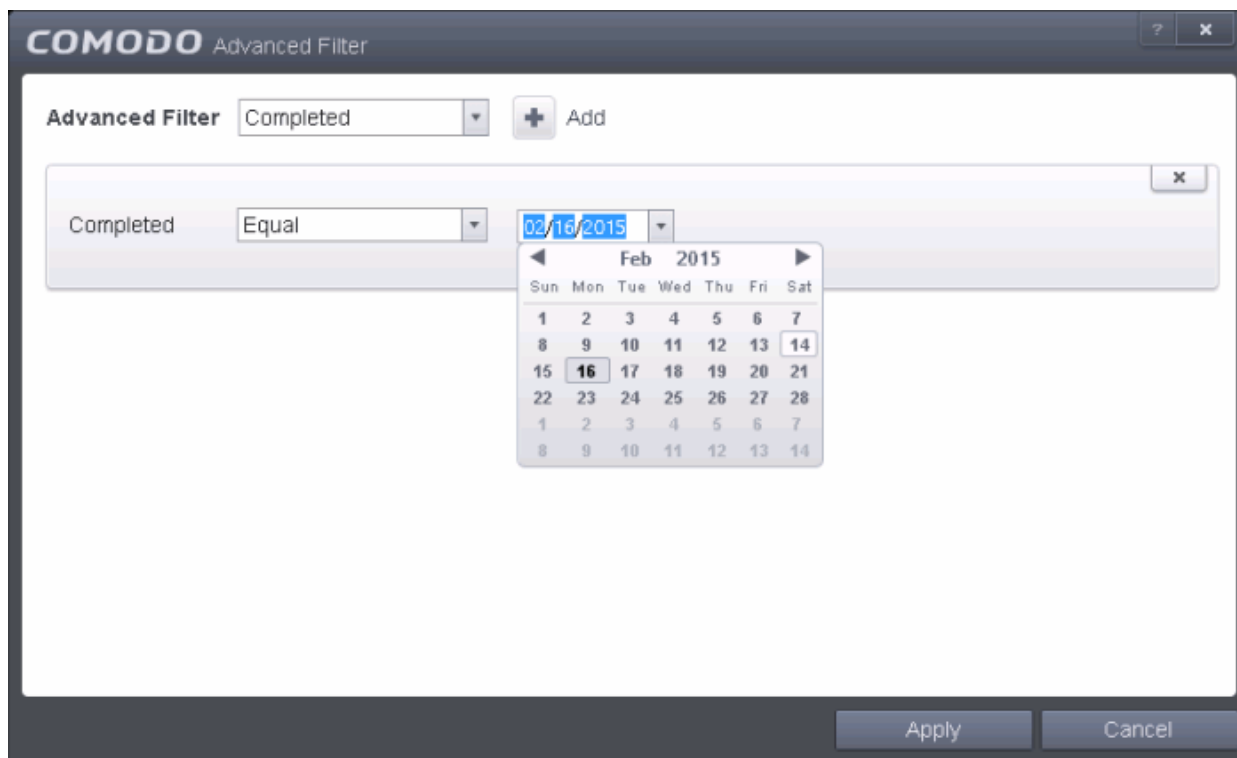 COMODO Advanced Filter ? x
Advanced Filter Completed + Add
x
Completed Equal 02/16/2015
Feb 2015
Sun Mon Tue Wed Thu Fri Sat
1 2 3 4 5 6 7
8 9 10 11 12 13 14
15 16 17 18 19 20 21
22 23 24 25 26 27 28
1 2 3 4 5 6 7
8 9 10 11 12 13 14
Apply Cancel